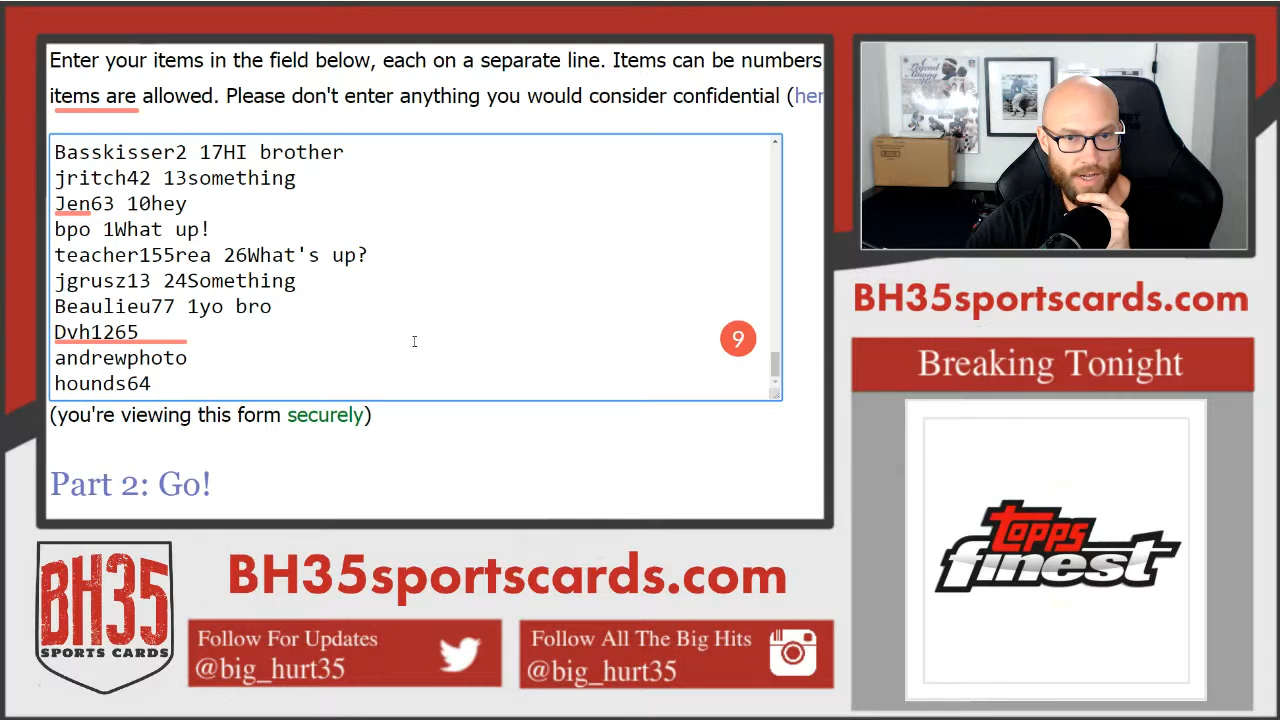 Enter your items in the field below, each on a separate line. Items can be numbers
items are allowed. Please don't enter anything you would consider confidential (her
Basskisser2 17HI brother
jritch42 13something
Jen63 10hey
bpo 1What up!
teacher155rea 26What's up?
jgrusz13 24Something
Beaulieu77 1yo bro
Dvh1265
andrewphoto
hounds64
9
(you're viewing this form securely)
Part 2: Go!
BH35sportscards.com
Breaking Tonight
topps
finest
BH35
SPORTS CARDS
BH35sportscards.com
Follow For Updates
@big_hurt35
Follow All The Big Hits
@big_hurt35